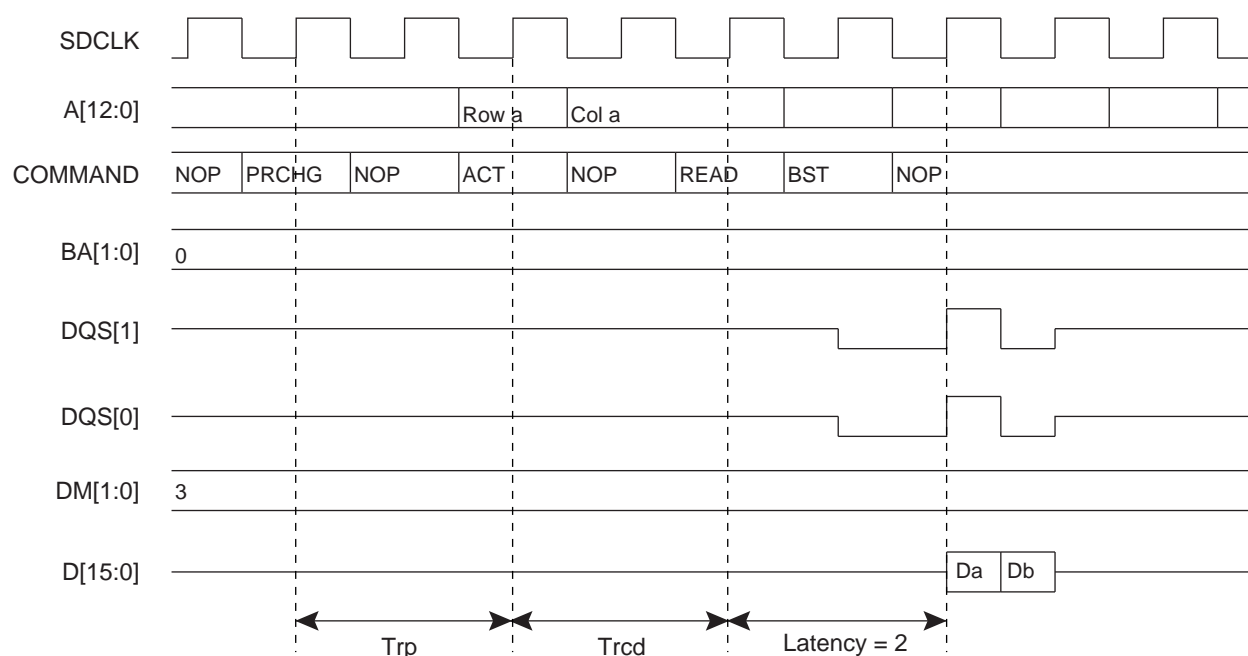 SDCLK
A[12:0] Row a Col a
COMMAND NOP PRCHG NOP ACT NOP READ BST NOP
BA[1:0] 0
DQS[1]
DQS[0]
DM[1:0] 3
D[15:0] Da Db
Trp Trcd Latency = 2